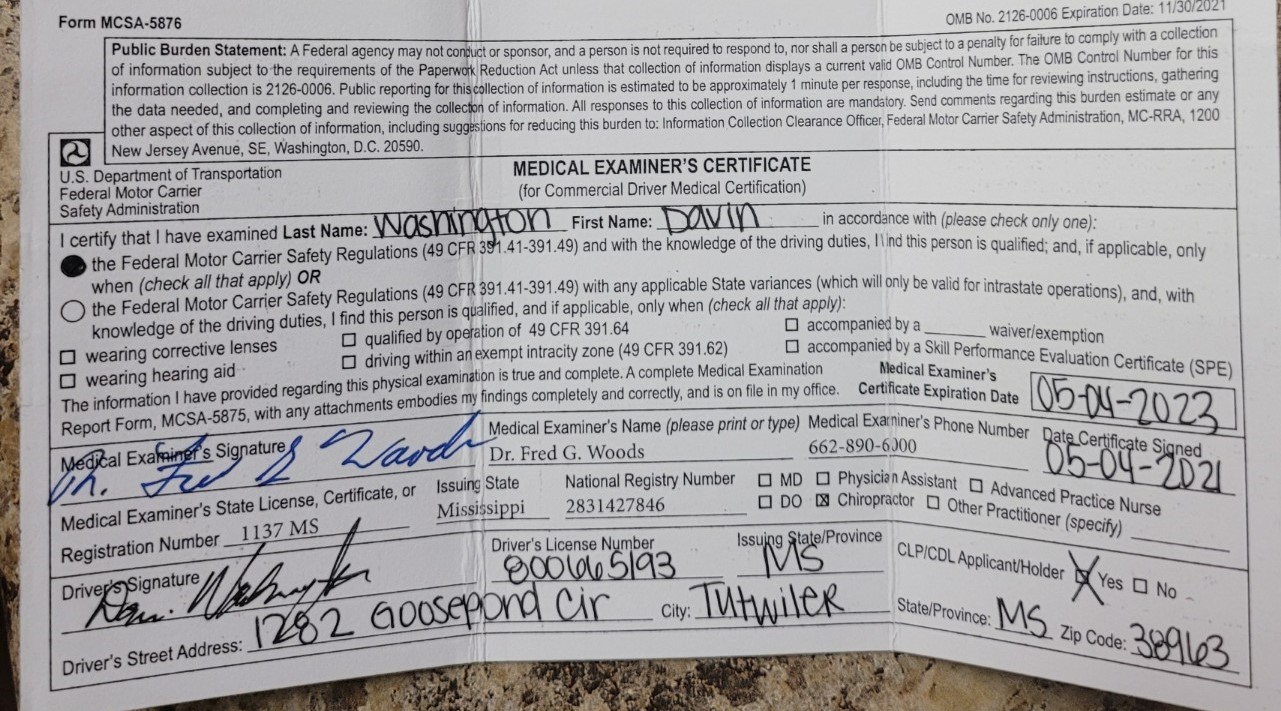 Form MCSA-5876
OMB No. 2126-0006 Expiration Date: 11/30/2021
Public Burden Statement: A Federal agency may not conduct or sponsor, and a person is not required to respond to, nor shall a person be subject to a penalty for failure to comply with a collection
of information subject to the requirements of the Paperwork Reduction Act unless that collection of information displays a current valid OMB Control Number. The OMB Control Number for this
information collection is 2126-0006. Public reporting for this collection of information is estimated to be approximately 1 minute per response, including the time for reviewing instructions, gathering
the data needed, and completing and reviewing the collection of information. All responses to this collection of information are mandatory. Send comments regarding this burden estimate or any
other aspect of this collection of information, including suggestions for reducing this burden to: Information Collection Clearance Officer, Federal Motor Carrier Safety Administration, MC-RRA, 1200
New Jersey Avenue, SE, Washington, D.C. 20590.
U.S. Department of Transportation
Federal Motor Carrier
Safety Administration
MEDICAL EXAMINER'S CERTIFICATE
(for Commercial Driver Medical Certification)
I certify that I have examined Last Name: Washington First Name: Davin in accordance with (please check only one):
the Federal Motor Carrier Safety Regulations (49 CFR 391.41-391.49) and with the knowledge of the driving duties, I find this person is qualified; and, if applicable, only
when (check all that apply) OR
the Federal Motor Carrier Safety Regulations (49 CFR 391.41-391.49) with any applicable State variances (which will only be valid for intrastate operations), and, with
knowledge of the driving duties, I find this person is qualified, and if applicable, only when (check all that apply):
wearing corrective lenses qualified by operation of 49 CFR 391.64 accompanied by a waiver/exemption
wearing hearing aid driving within an exempt intracity zone (49 CFR 391.62) accompanied by a Skill Performance Evaluation Certificate (SPE)
The information I have provided regarding this physical examination is true and complete. A complete Medical Examination
Report Form, MCSA-5875, with any attachments embodies my findings completely and correctly, and is on file in my office.
Medical Examiner's
Certificate Expiration Date 05-04-2023
Medical Examiner's Signature
Dr. Fred G Woods
Medical Examiner's Name (please print or type)
Dr. Fred G. Woods
Medical Examiner's Phone Number
662-890-6000
Date Certificate Signed
05-04-2021
Medical Examiner's State License, Certificate, or
Registration Number 1137 MS
Issuing State
Mississippi
National Registry Number
2831427846
MD Physician Assistant Advanced Practice Nurse
DO Chiropractor Other Practitioner (specify)
Driver's Signature
Driver's License Number
800665193
Issuing State/Province
MS
CLP/CDL Applicant/Holder Yes No
Driver's Street Address: 1282 Goosepond Cir City: Tutwiler State/Province: MS Zip Code: 38963